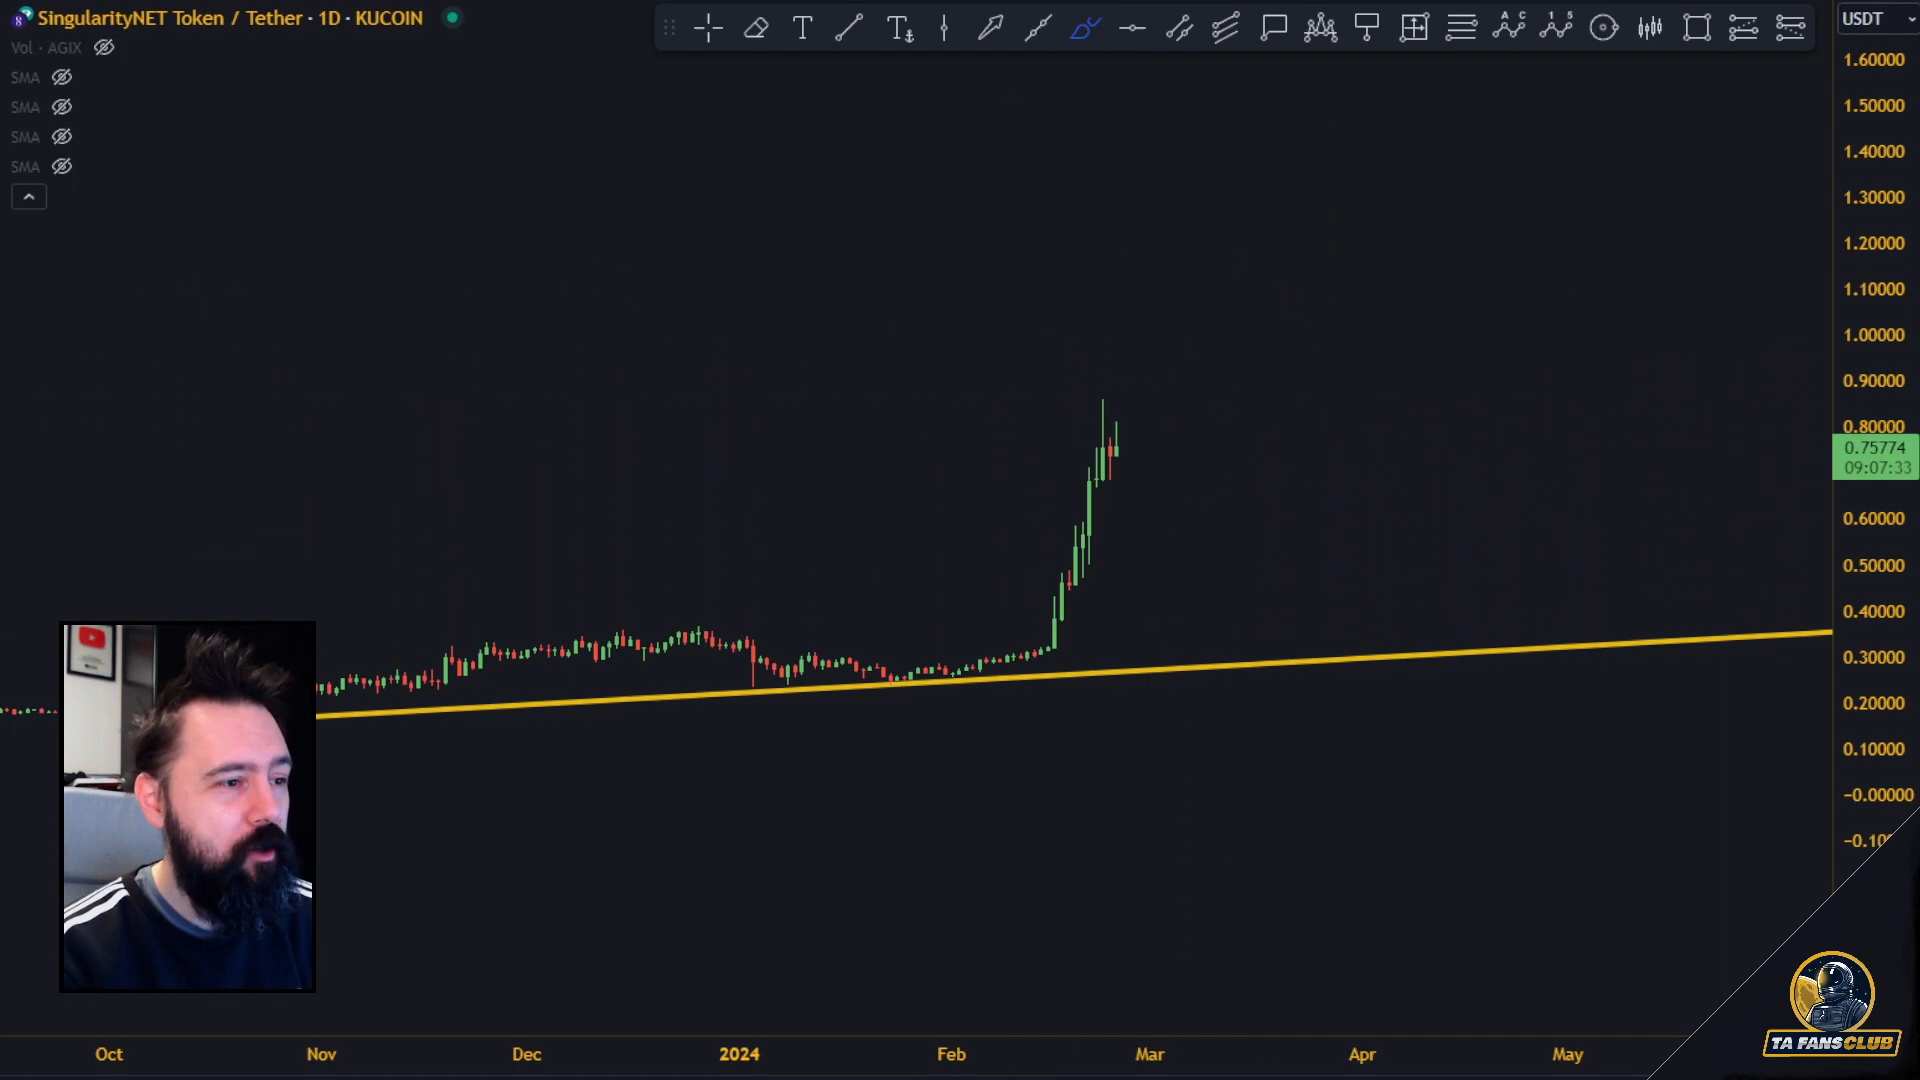 SingularityNET Token / Tether · 1D · KUCOIN
Vol · AGIX
SMA
SMA
SMA
SMA
USDT
1.60000
1.50000
1.40000
1.30000
1.20000
1.10000
1.00000
0.90000
0.80000
0.75774
09:07:33
0.60000
0.50000
0.40000
0.30000
0.20000
0.10000
−0.00000
−0.10
Oct
Nov
Dec
2024
Feb
Mar
Apr
May
TA FANSCLUB